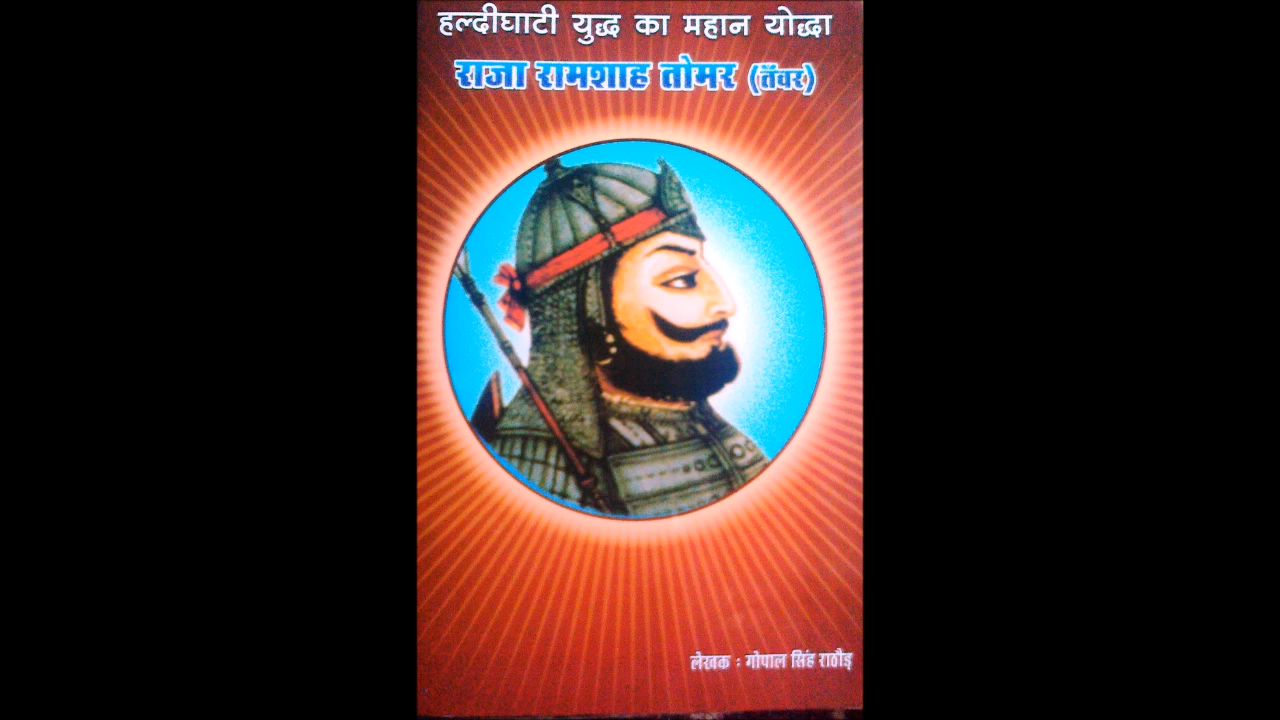 हल्दीघाटी युद्ध का महान योद्धा
राजा रामशाह तोमर (तँवर)
लेखक : गोपाल सिंह राठौड़